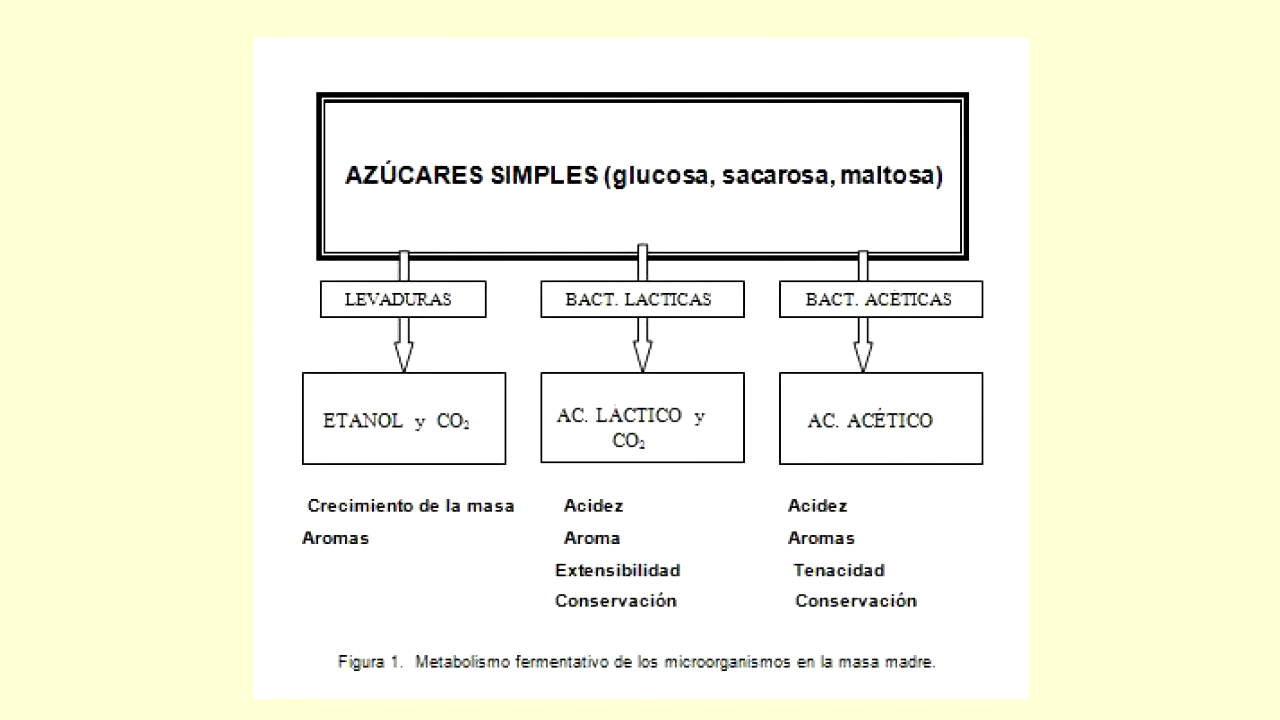 AZÚCARES SIMPLES (glucosa, sacarosa, maltosa)
LEVADURAS
BACT. LACTICAS
BACT. ACÉTICAS
ETANOL y CO₂
AC. LÁCTICO y
CO₂
AC. ACÉTICO
Crecimiento de la masa
Aromas
Acidez
Aroma
Extensibilidad
Conservación
Acidez
Aromas
Tenacidad
Conservación
Figura 1. Metabolismo fermentativo de los microorganismos en la masa madre.